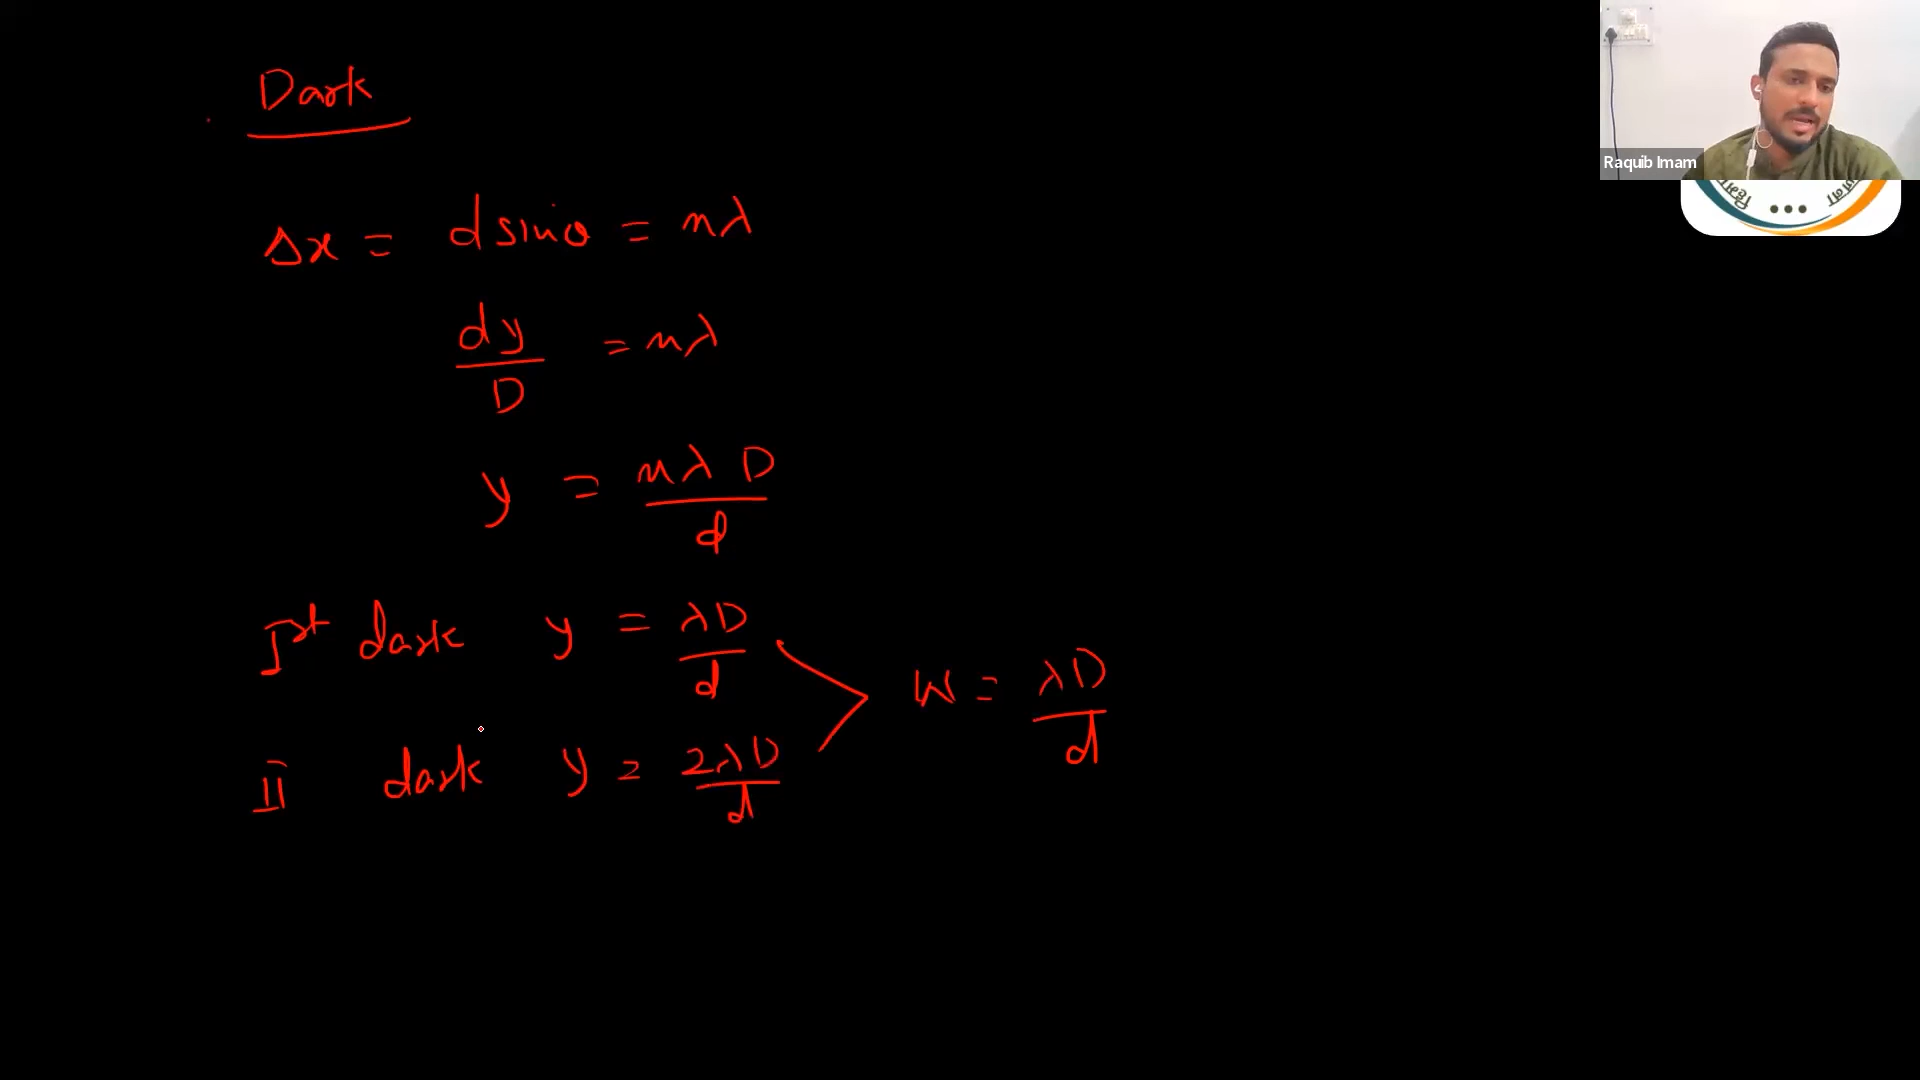 Dark
Δx = d sinθ = nλ
dy/D = nλ
y = nλD/d
Ist dark y = λD/d
W = λD/d
II dark y = 2λD/d
Raquib Imam